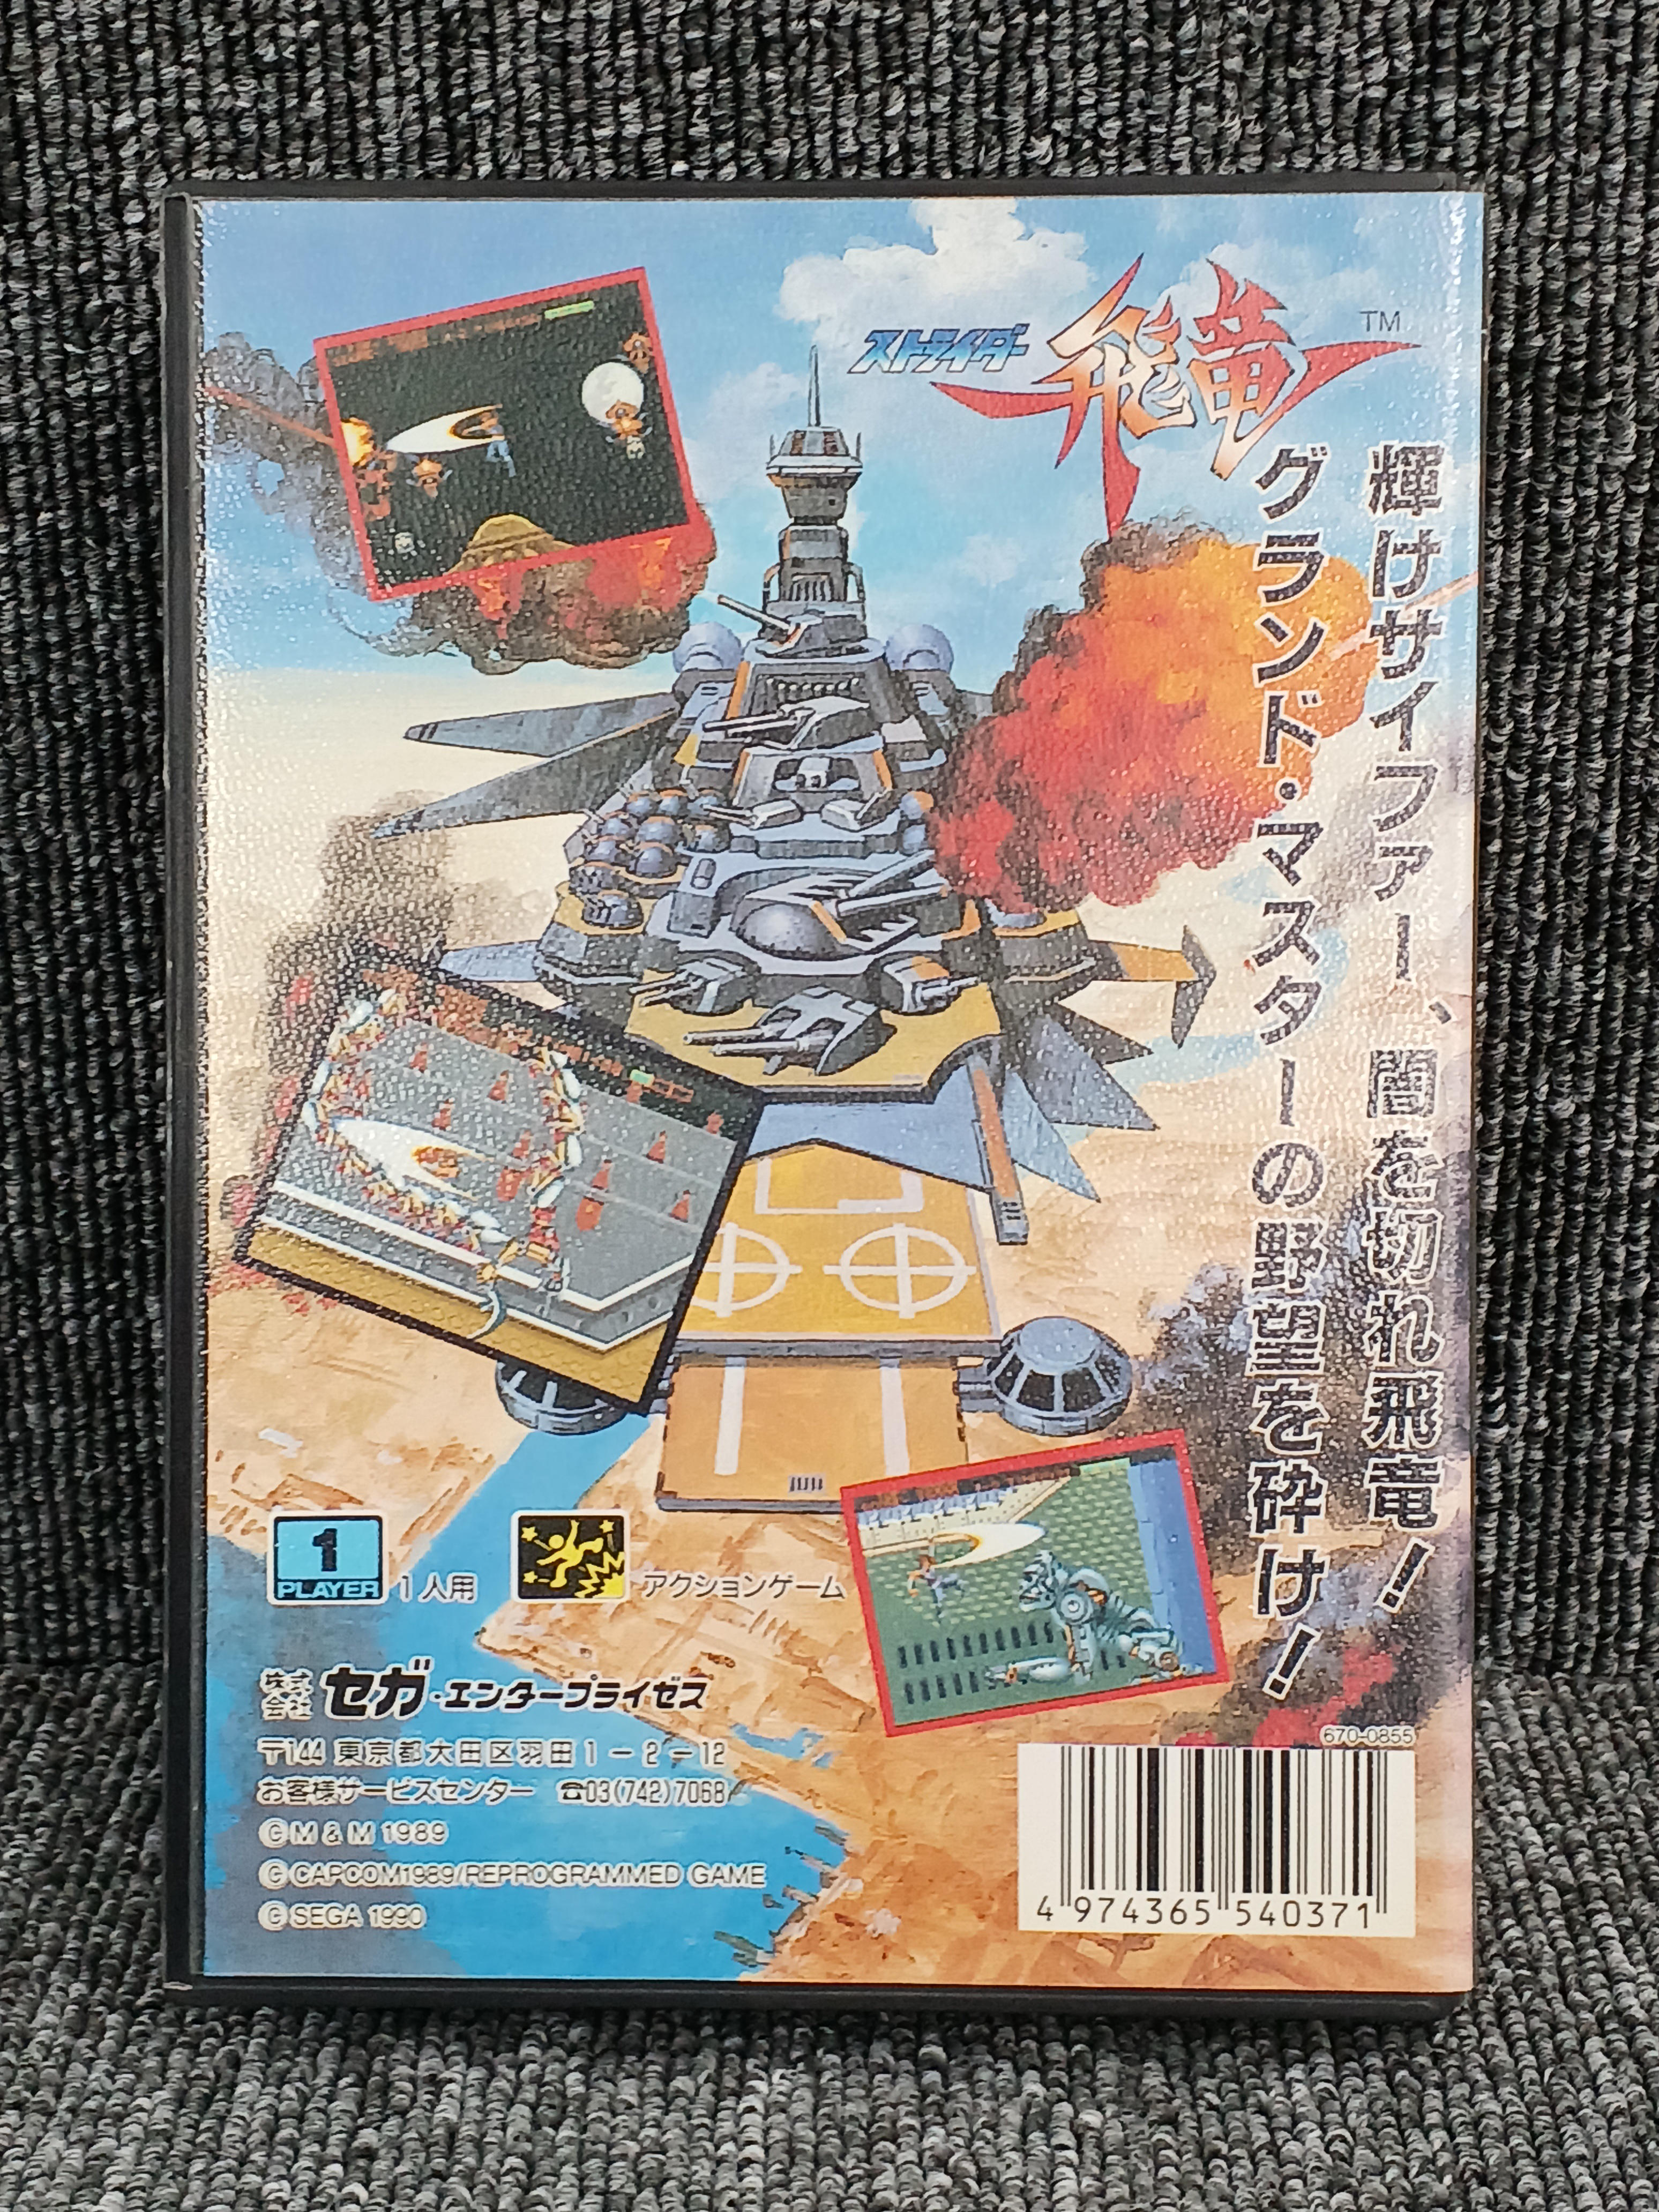 ストライダー飛竜 TM
輝けサイファー、闇を切れ飛竜!
グランド・マスターの野望を砕け!
1
PLAYER
1人用
アクションゲーム
株式会社 セガ・エンタープライゼス
〒144 東京都大田区羽田1-2-12
お客様サービスセンター ☎03(742)7068
©M & M 1989
©CAPCOM1989/REPROGRAMMED GAME
©SEGA 1990
670-0855
4 974365 540371